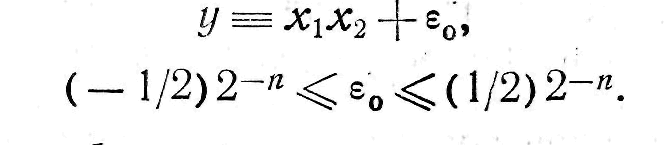 y ≡ x₁x₂ + ε₀,
(— 1/2) 2⁻ⁿ ⩽ ε₀ ⩽ (1/2) 2⁻ⁿ.